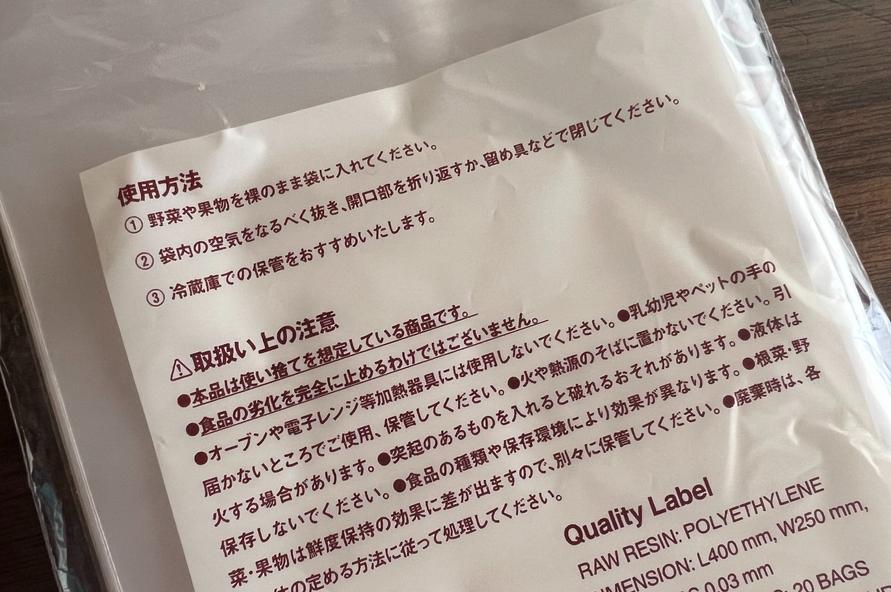 使用方法
① 野菜や果物を裸のまま袋に入れてください。
② 袋内の空気をなるべく抜き、開口部を折り返すか、留め具などで閉じてください。
③ 冷蔵庫での保管をおすすめいたします。
⚠取扱い上の注意
●本品は使い捨てを想定している商品です。
●食品の劣化を完全に止めるわけではございません。
●オーブンや電子レンジ等加熱器具には使用しないでください。●乳幼児やペットの手の
届かないところでご使用、保管してください。●火や熱源のそばに置かないでください。引
火する場合があります。●突起のあるものを入れると破れるおそれがあります。●液体は
保存しないでください。●食品の種類や保存環境により効果が異なります。●根菜・野
菜・果物は鮮度保持の効果に差が出ますので、別々に保管してください。●廃棄時は、各
の定める方法に従って処理してください。
Quality Label
RAW RESIN: POLYETHYLENE
DIMENSION: L400 mm, W250 mm,
0.03 mm
20 BAGS